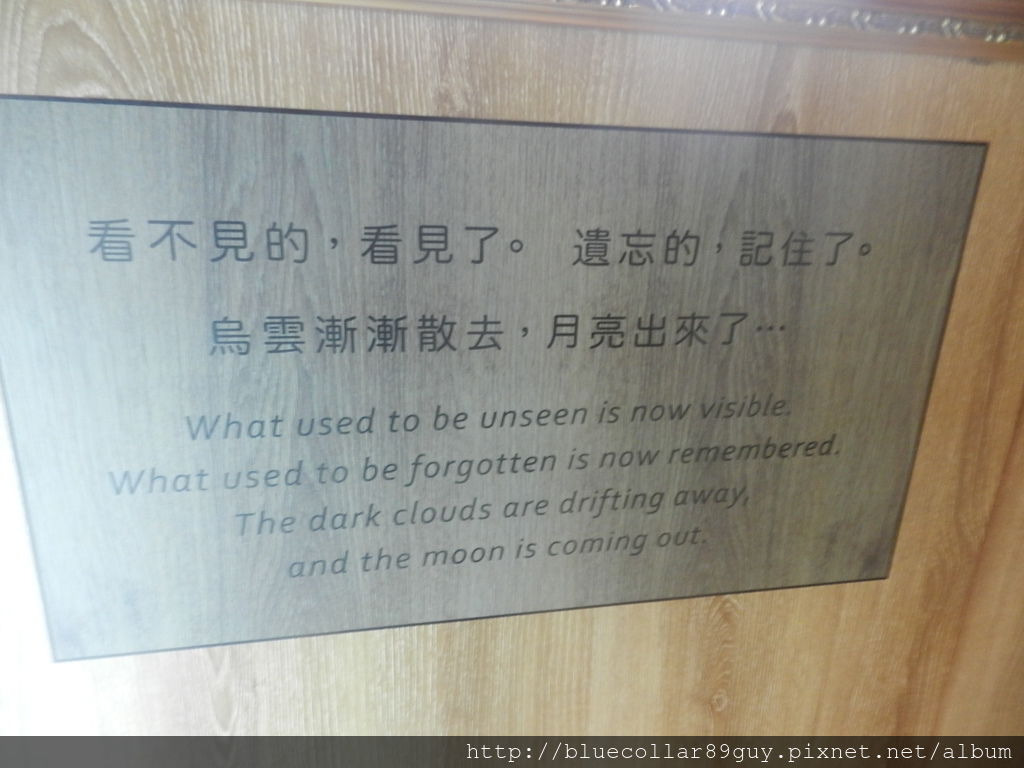 看不見的，看見了。 遺忘的，記住了。
烏雲漸漸散去，月亮出來了…
What used to be unseen is now visible.
What used to be forgotten is now remembered.
The dark clouds are drifting away,
and the moon is coming out.
http://bluecollar89guy.pixnet.net/album